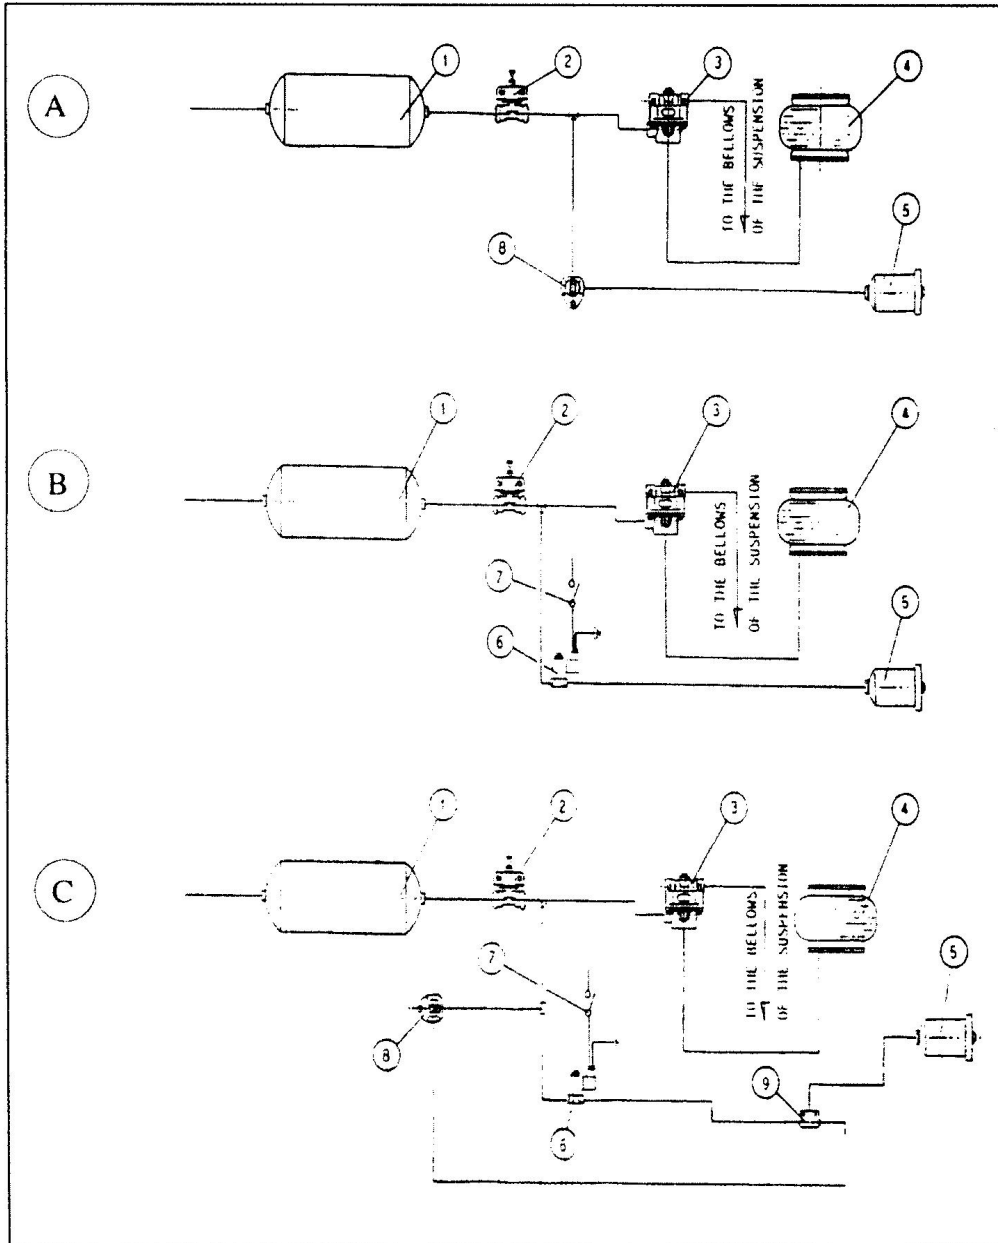 A
1
2
3
4
TO THE BELLOWS
OF THE SUSPENSION
5
8
B
1
2
3
4
TO THE BELLOWS
OF THE SUSPENSION
7
6
5
C
1
2
3
4
TO THE BELLOWS
OF THE SUSPENSION
5
7
8
9
6